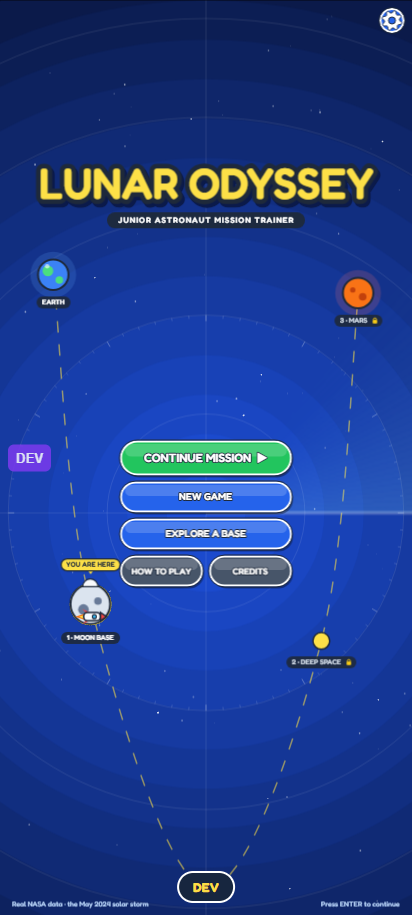 LUNAR ODYSSEY
JUNIOR ASTRONAUT MISSION TRAINER
EARTH
3 · MARS
DEV
CONTINUE MISSION ▶
NEW GAME
EXPLORE A BASE
HOW TO PLAY
CREDITS
YOU ARE HERE
1 · MOON BASE
2 · DEEP SPACE
DEV
Real NASA data · the May 2024 solar storm
Press ENTER to continue